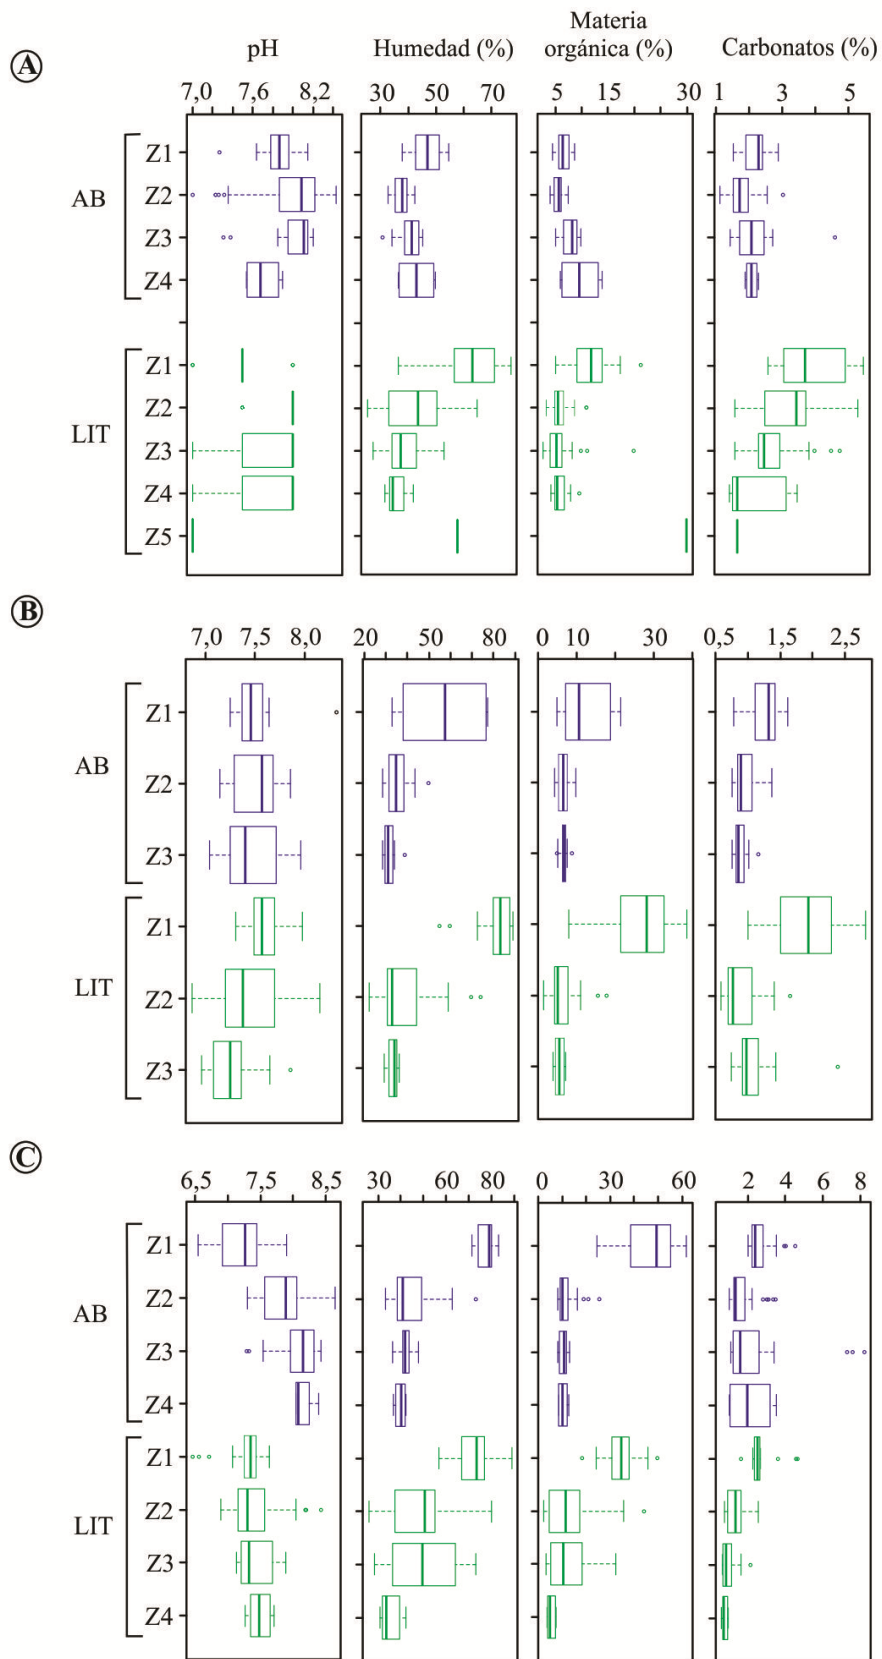 A
pH
Humedad (%)
Materia
orgánica (%)
Carbonatos (%)
7,0 7,6 8,2
30 50 70
5 15 30
1 3 5
AB
Z1
Z2
Z3
Z4
LIT
Z1
Z2
Z3
Z4
Z5
B
7,0 7,5 8,0
20 50 80
0 10 30
0,5 1,5 2,5
AB
Z1
Z2
Z3
LIT
Z1
Z2
Z3
C
6,5 7,5 8,5
30 50 80
0 30 60
2 4 6 8
AB
Z1
Z2
Z3
Z4
LIT
Z1
Z2
Z3
Z4